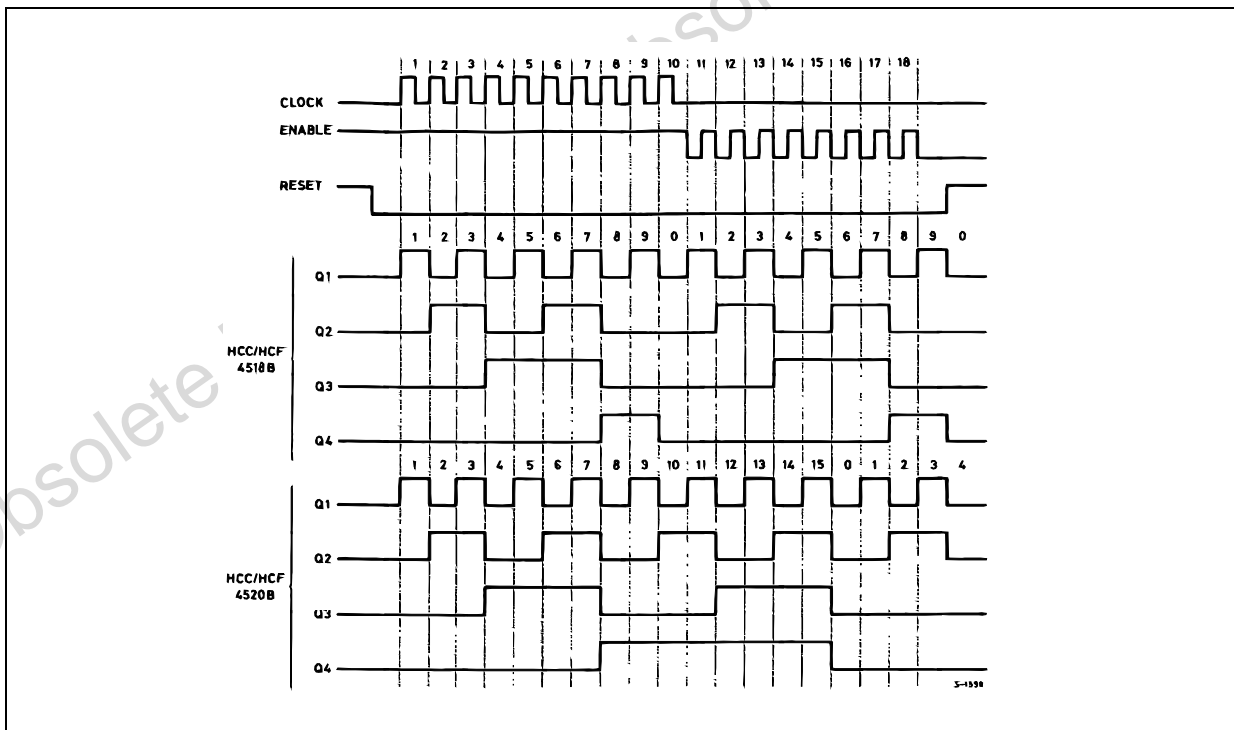 obsolete
1 2 3 4 5 6 7 8 9 10 11 12 13 14 15 16 17 18
CLOCK
ENABLE
RESET
1 2 3 4 5 6 7 8 9 0 1 2 3 4 5 6 7 8 9 0
Q1
Q2
HCC/HCF
4518B
Q3
Q4
1 2 3 4 5 6 7 8 9 10 11 12 13 14 15 0 1 2 3 4
Q1
Q2
HCC/HCF
4520B
Q3
Q4
obsolete